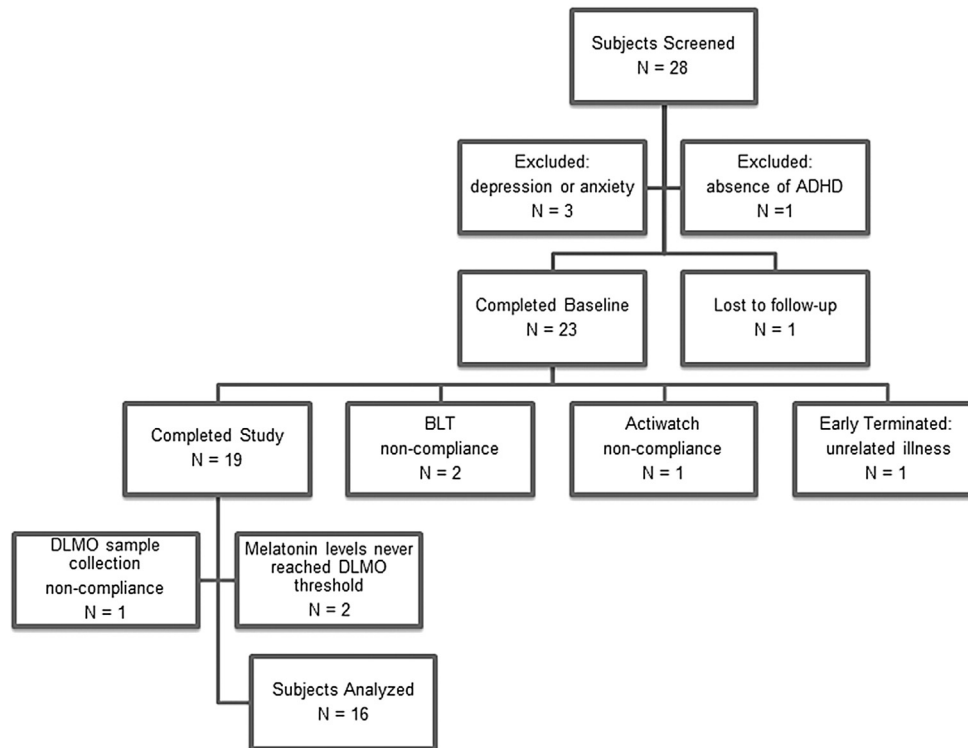 Subjects Screened
N = 28
Excluded:
depression or anxiety
N = 3
Excluded:
absence of ADHD
N =1
Completed Baseline
N = 23
Lost to follow-up
N = 1
Completed Study
N = 19
BLT
non-compliance
N = 2
Actiwatch
non-compliance
N = 1
Early Terminated:
unrelated illness
N = 1
DLMO sample
collection
non-compliance
N = 1
Melatonin levels never
reached DLMO
threshold
N = 2
Subjects Analyzed
N = 16